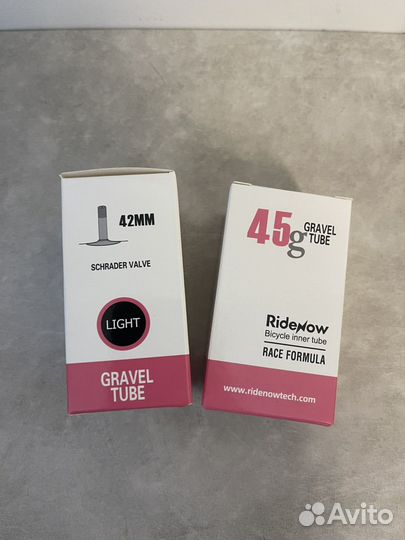 42MM
SCHRADER VALVE
LIGHT
GRAVEL
TUBE
45g GRAVEL
TUBE
RideNow
Bicycle inner tube
RACE FORMULA
www.ridenowtech.com
Avito